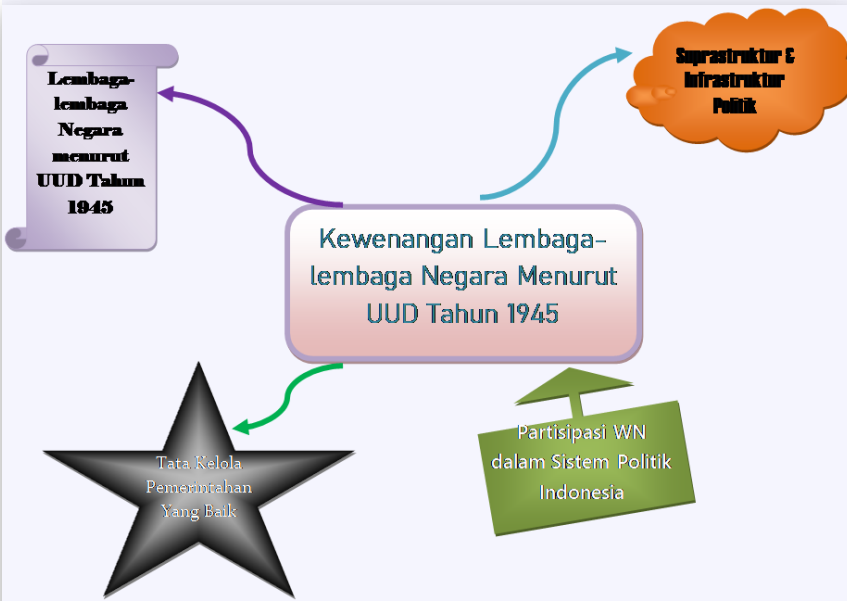 Lembaga-
lembaga
Negara
menurut
UUD Tahun
1945
Suprastruktur &
Infrastruktur
Politik
Kewenangan Lembaga-
lembaga Negara Menurut
UUD Tahun 1945
Tata Kelola
Pemerintahan
Yang Baik
Partisipasi WN
dalam Sistem Politik
Indonesia